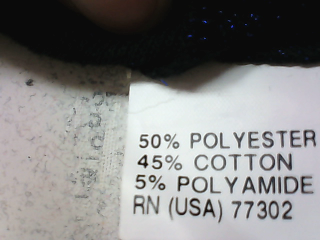 50% POLYESTER
45% COTTON
5% POLYAMIDE
RN (USA) 77302